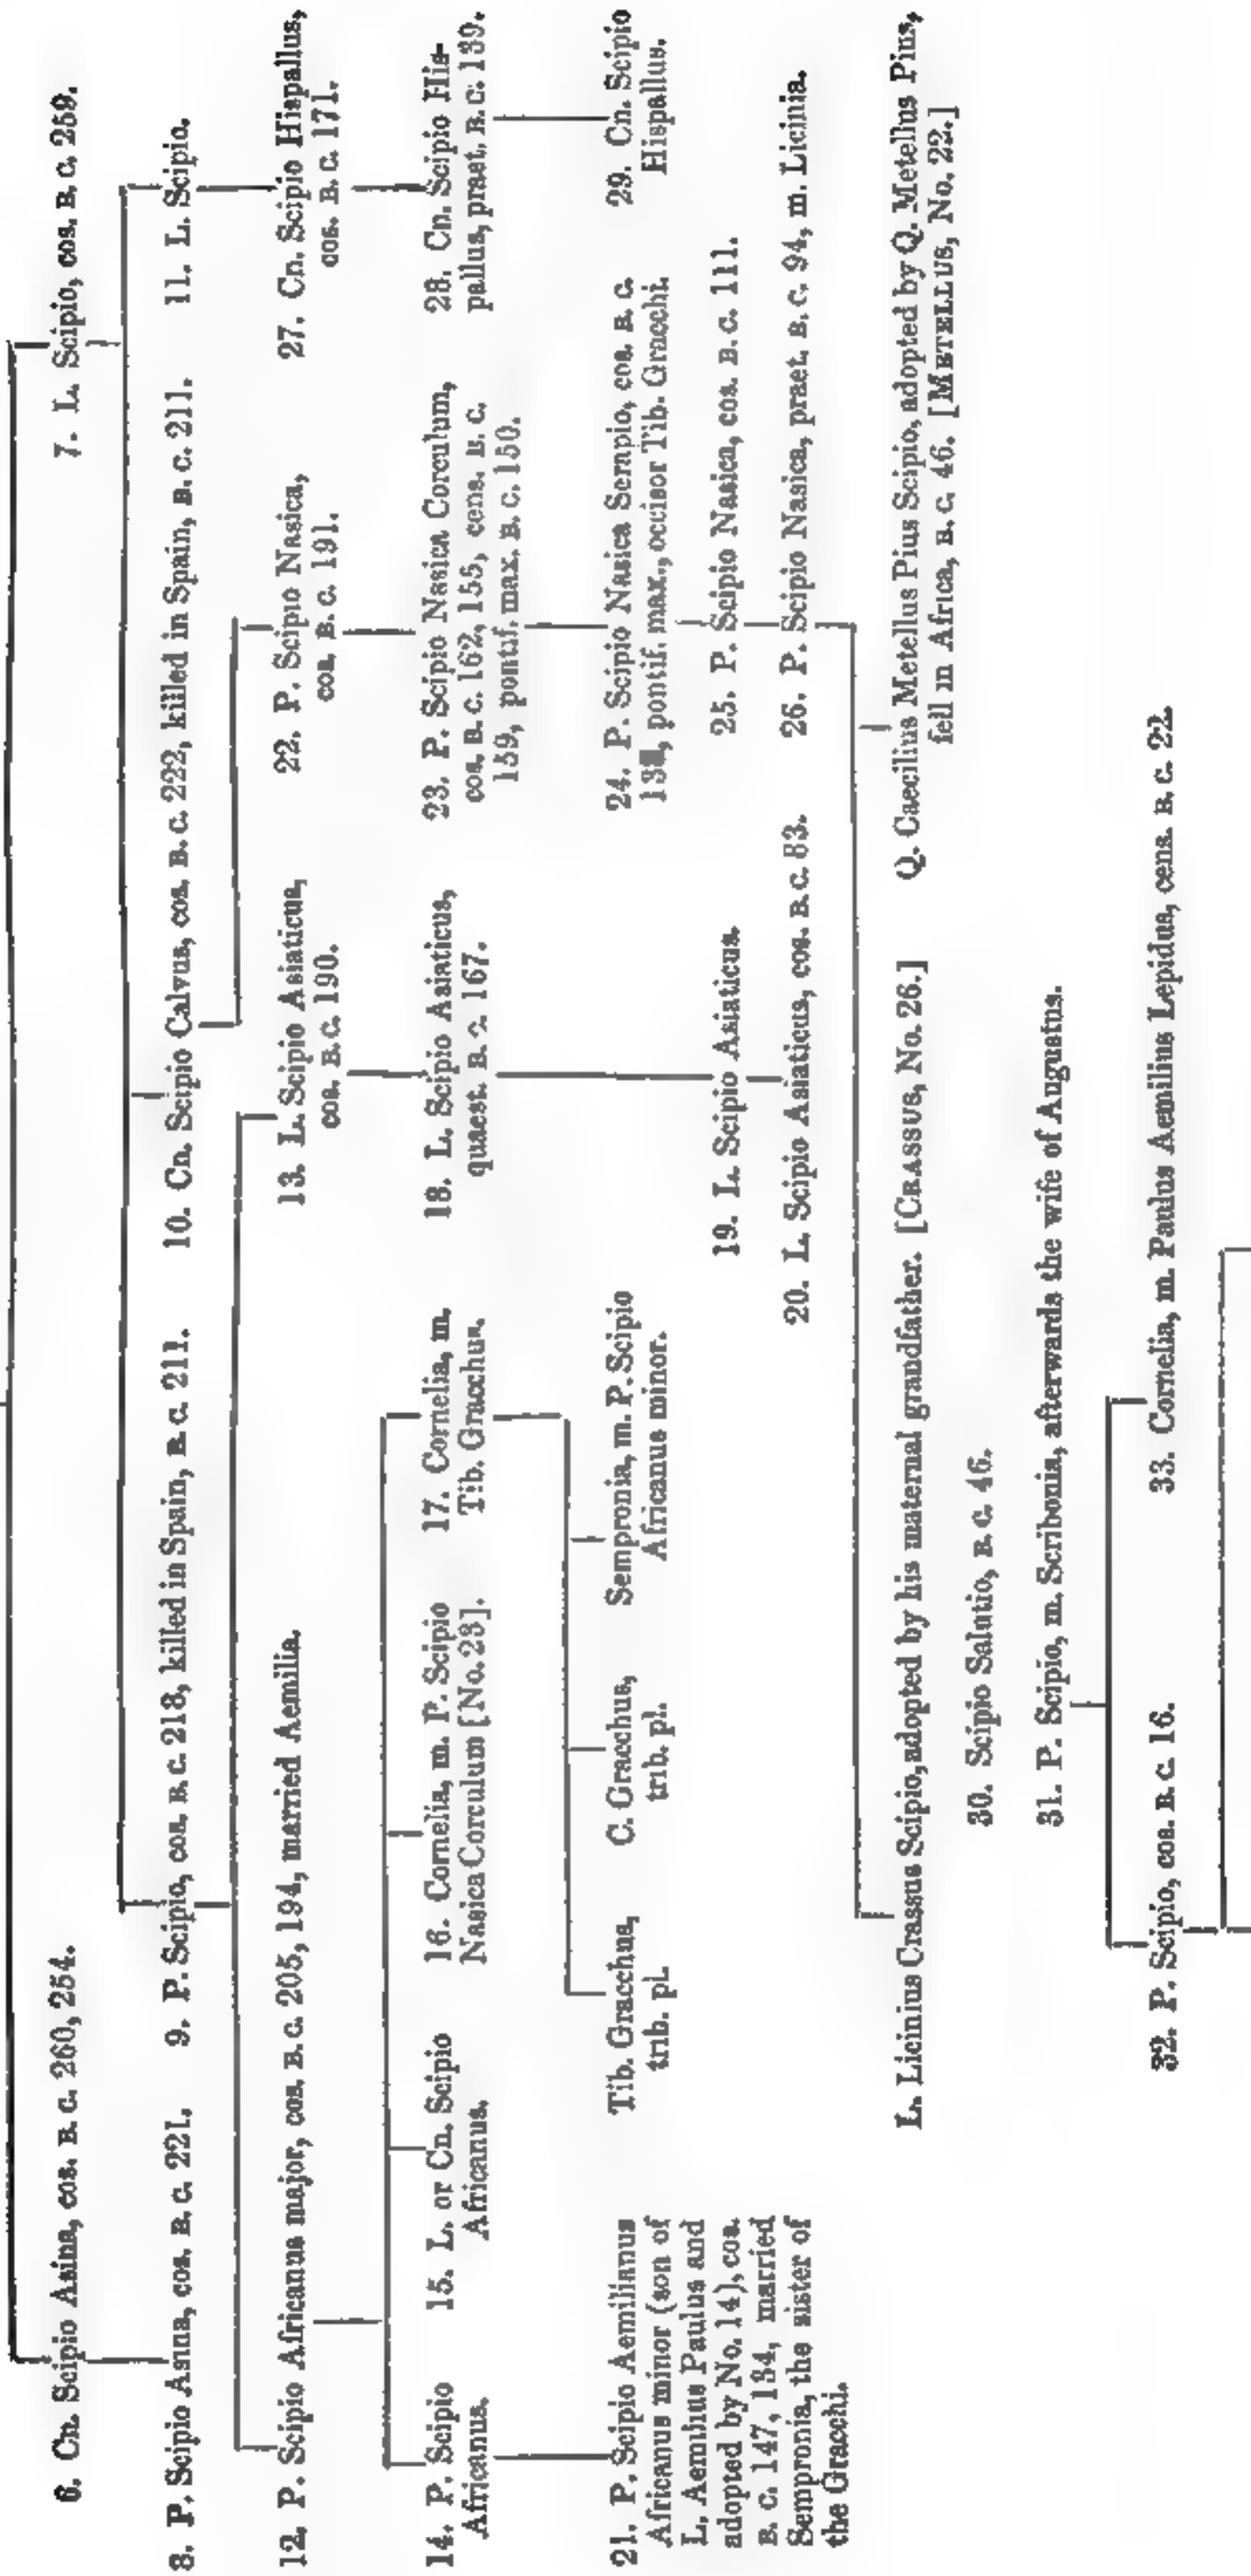 6. Cn. Scipio Asina, cos. B. C. 260, 254.
7. L. Scipio, cos. B. C. 259.
8. P. Scipio Asina, cos. B. C. 221.
9. P. Scipio, cos. B. C. 218, killed in Spain, B. C. 211.
10. Cn. Scipio Calvus, cos. B. C. 222, killed in Spain, B. C. 211.
11. L. Scipio.
12. P. Scipio Africanus major, cos. B. C. 205, 194, married Aemilia.
13. L. Scipio Asiaticus,
cos. B. C. 190.
22. P. Scipio Nasica,
cos. B. C. 191.
27. Cn. Scipio Hispallus,
cos. B. C. 171.
14. P. Scipio
Africanus.
15. L. or Cn. Scipio
Africanus.
16. Cornelia, m. P. Scipio
Nasica Corculum [No. 23].
17. Cornelia, m.
Tib. Gracchus.
18. L. Scipio Asiaticus,
quaest. B. C. 167.
23. P. Scipio Nasica Corculum,
cos. B. C. 162, 155, cens. B. C.
159, pontif. max. B. C. 150.
28. Cn. Scipio His-
pallus, praet. B. C. 139.
21. P. Scipio Aemilianus
Africanus minor (son of
L. Aemilius Paulus and
adopted by No. 14), cos.
B. C. 147, 134, married
Sempronia, the sister of
the Gracchi.
Tib. Gracchus,
trib. pl.
C. Gracchus,
trib. pl.
Sempronia, m. P. Scipio
Africanus minor.
24. P. Scipio Nasica Serapio, cos. B. C.
pontif. max., occisor Tib. Gracchi.
29. Cn. Scipio
Hispallus.
19. L. Scipio Asiaticus.
25. P. Scipio Nasica, cos. B. C. 111.
20. L. Scipio Asiaticus, cos. B. C. 83.
26. P. Scipio Nasica, praet. B. C. 94, m. Licinia.
L. Licinius Crassus Scipio, adopted by his maternal grandfather. [CRASSUS, No. 26.]
Q. Caecilius Metellus Pius Scipio, adopted by Q. Metellus Pius,
fell in Africa, B. C. 46. [METELLUS, No. 22.]
30. Scipio Salutio, B. C. 46.
31. P. Scipio, m. Scribonia, afterwards the wife of Augustus.
32. P. Scipio, cos. B. C. 16.
33. Cornelia, m. Paulus Aemilius Lepidus, cens. B. C. 22.